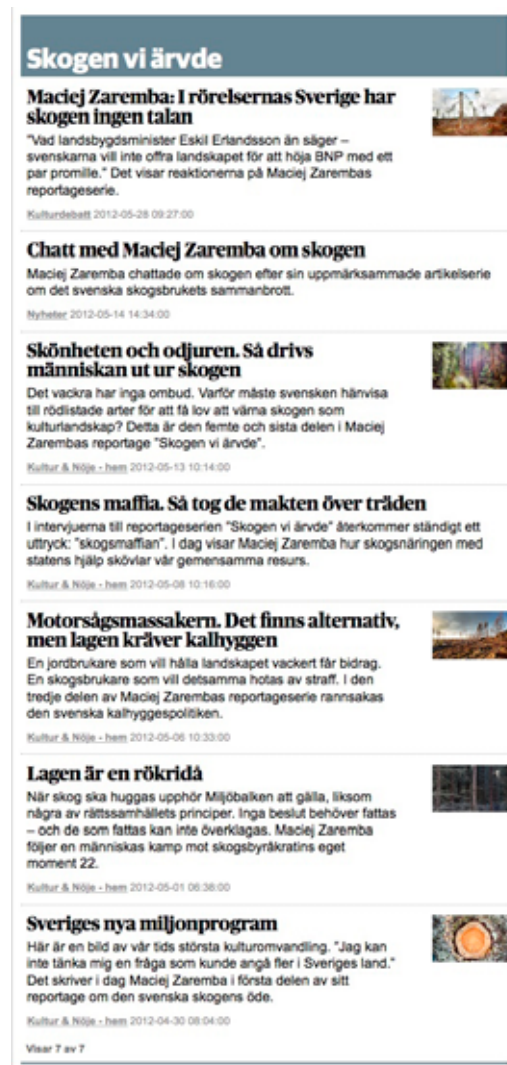 Skogen vi ärvde
Maciej Zaremba: I rörelsernas Sverige har
skogen ingen talan
"Vad landsbygdsminister Eskil Erlandsson än säger –
svenskarna vill inte offra landskapet för att höja BNP med ett
par promille." Det visar reaktionerna på Maciej Zarembas
reportageserie.
Kulturdebatt 2012-05-28 09:27:00
Chatt med Maciej Zaremba om skogen
Maciej Zaremba chattade om skogen efter sin uppmärksammade artikelserie
om det svenska skogsbrukets sammanbrott.
Nyheter 2012-05-14 14:34:00
Skönheten och odjuren. Så drivs
människan ut ur skogen
Det vackra har inga ombud. Varför måste svensken hänvisa
till rödlistade arter för att få lov att värna skogen som
kulturlandskap? Detta är den femte och sista delen i Maciej
Zarembas reportage "Skogen vi ärvde".
Kultur & Nöje - hem 2012-05-13 10:14:00
Skogens maffia. Så tog de makten över träden
I intervjuerna till reportageserien "Skogen vi ärvde" återkommer ständigt ett
uttryck: "skogsmaffian". I dag visar Maciej Zaremba hur skogsnäringen med
statens hjälp skövlar vår gemensamma resurs.
Kultur & Nöje - hem 2012-05-08 10:16:00
Motorsågsmassakern. Det finns alternativ,
men lagen kräver kalhyggen
En jordbrukare som vill hålla landskapet vackert får bidrag.
En skogsbrukare som vill detsamma hotas av straff. I den
tredje delen av Maciej Zarembas reportageserie rannsakas
den svenska kalhyggespolitiken.
Kultur & Nöje - hem 2012-05-06 10:33:00
Lagen är en rökridå
När skog ska huggas upphör Miljöbalken att gälla, liksom
några av rättssamhällets principer. Inga beslut behöver fattas
– och de som fattas kan inte överklagas. Maciej Zaremba
följer en människas kamp mot skogsbyråkratins eget
moment 22.
Kultur & Nöje - hem 2012-05-01 06:38:00
Sveriges nya miljonprogram
Här är en bild av vår tids största kulturomvandling. "Jag kan
inte tänka mig en fråga som kunde angå fler i Sveriges land."
Det skriver i dag Maciej Zaremba i första delen av sitt
reportage om den svenska skogens öde.
Kultur & Nöje - hem 2012-04-30 08:04:00
Visar 7 av 7